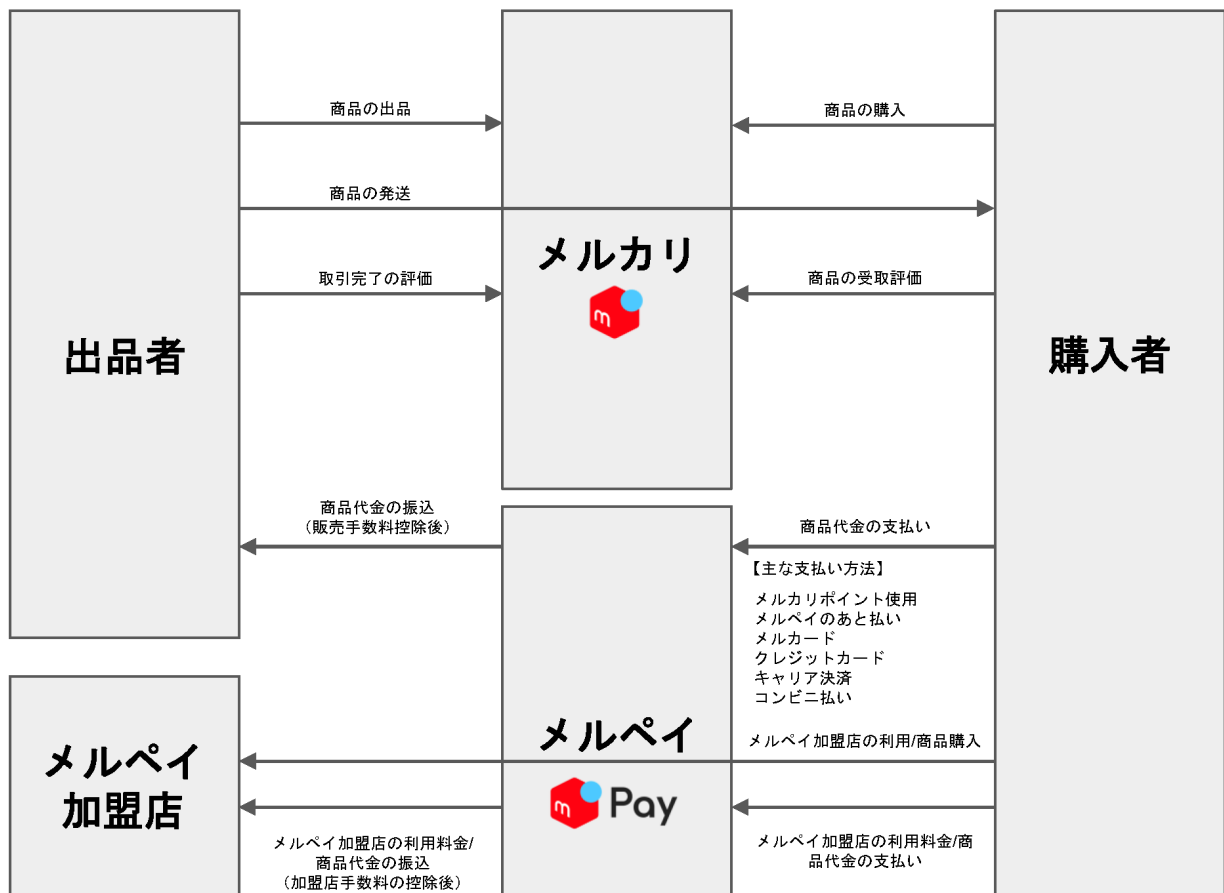 商品の出品
商品の購入
商品の発送
メルカリ
m
取引完了の評価
商品の受取評価
出品者
購入者
商品代金の振込
（販売手数料控除後）
商品代金の支払い
【主な支払い方法】
メルカリポイント使用
メルペイのあと払い
メルカード
クレジットカード
キャリア決済
コンビニ払い
メルペイ
加盟店
メルペイ
m Pay
メルペイ加盟店の利用/商品購入
メルペイ加盟店の利用料金/
商品代金の振込
（加盟店手数料の控除後）
メルペイ加盟店の利用料金/商
品代金の支払い